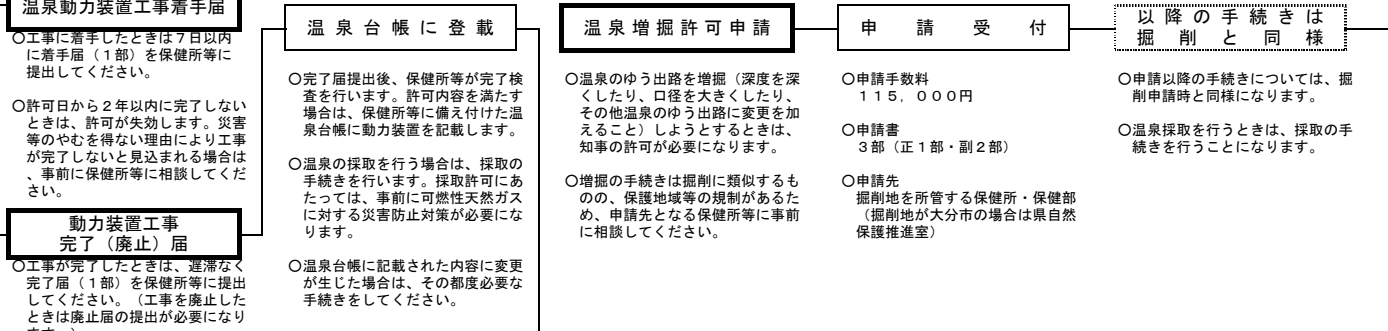 温泉動力装置工事着手届
○工事に着手したときは７日以内
に着手届（１部）を保健所等に
提出してください。
○許可日から２年以内に完了しない
ときは、許可が失効します。災害
等のやむを得ない理由により工事
が完了しないと見込まれる場合は
、事前に保健所等に相談してくだ
さい。
動力装置工事
完了（廃止）届
○工事が完了したときは、遅滞なく
完了届（１部）を保健所等に提出
してください。（工事を廃止した
ときは廃止届の提出が必要になり
ます。）
温泉台帳に登載
○完了届提出後、保健所等が完了検
査を行います。許可内容を満たす
場合は、保健所等に備え付けた温
泉台帳に動力装置を記載します。
○温泉の採取を行う場合は、採取の
手続きを行います。採取許可にあ
たっては、事前に可燃性天然ガス
に対する災害防止対策が必要にな
ります。
○温泉台帳に記載された内容に変更
が生じた場合は、その都度必要な
手続きをしてください。
温泉増掘許可申請
○温泉のゆう出路を増掘（深度を深
くしたり、口径を大きくしたり、
その他温泉のゆう出路に変更を加
えること）しようとするときは、
知事の許可が必要になります。
○増掘の手続きは掘削に類似するも
のの、保護地域等の規制があるた
め、申請先となる保健所等に事前
に相談してください。
申請受付
○申請手数料
１１５，０００円
○申請書
３部（正１部・副２部）
○申請先
掘削地を所管する保健所・保健部
（掘削地が大分市の場合は県自然
保護推進室）
以降の手続きは
掘削と同様
○申請以降の手続きについては、掘
削申請時と同様になります。
○温泉採取を行うときは、採取の手
続きを行うことになります。